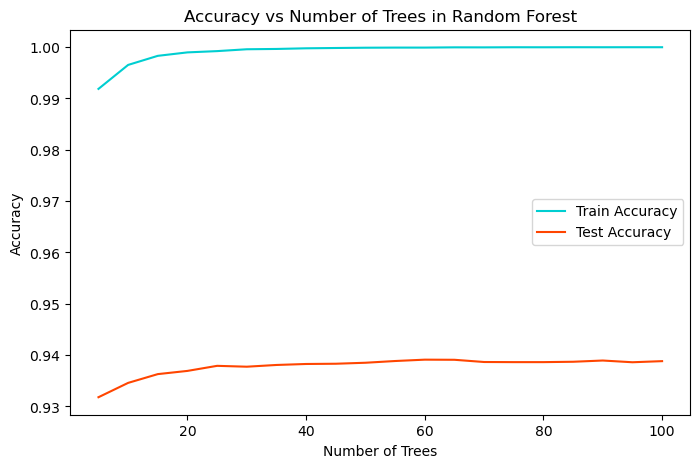 Accuracy vs Number of Trees in Random Forest
1.00
0.99
0.98
0.97
0.96
0.95
0.94
0.93
Accuracy
Train Accuracy
Test Accuracy
20 40 60 80 100
Number of Trees